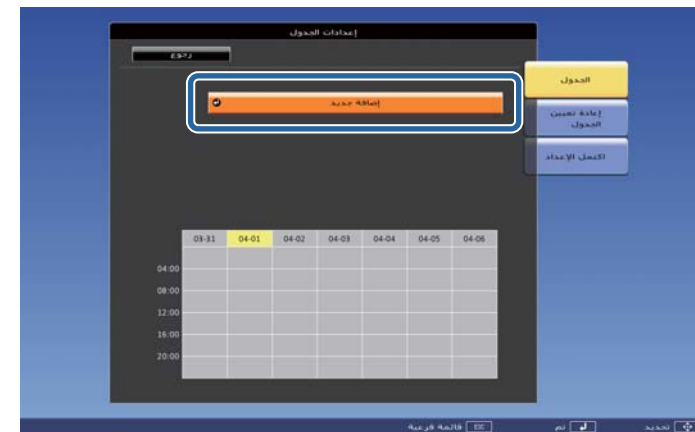 إعدادات الجدول
رجوع
الجدول
إضافة جديد
إعادة تعيين
الجدول
اكتمل الإعداد
03-31 04-01 04-02 04-03 04-04 04-05 04-06
04:00
08:00
12:00
16:00
20:00
تحديد تم ESC قائمة فرعية